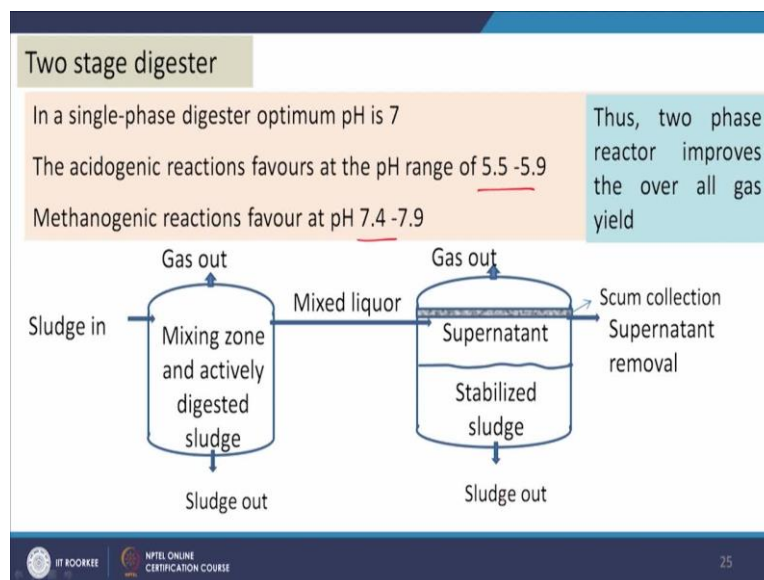 Two stage digester
In a single-phase digester optimum pH is 7
The acidogenic reactions favours at the pH range of 5.5 -5.9
Methanogenic reactions favour at pH 7.4 -7.9
Thus, two phase
reactor improves
the over all gas
yield
Gas out
Sludge in
Mixing zone
and actively
digested
sludge
Sludge out
Mixed liquor
Gas out
Scum collection
Supernatant
Supernatant
removal
Stabilized
sludge
Sludge out
IIT ROORKEE
NPTEL ONLINE
CERTIFICATION COURSE
25